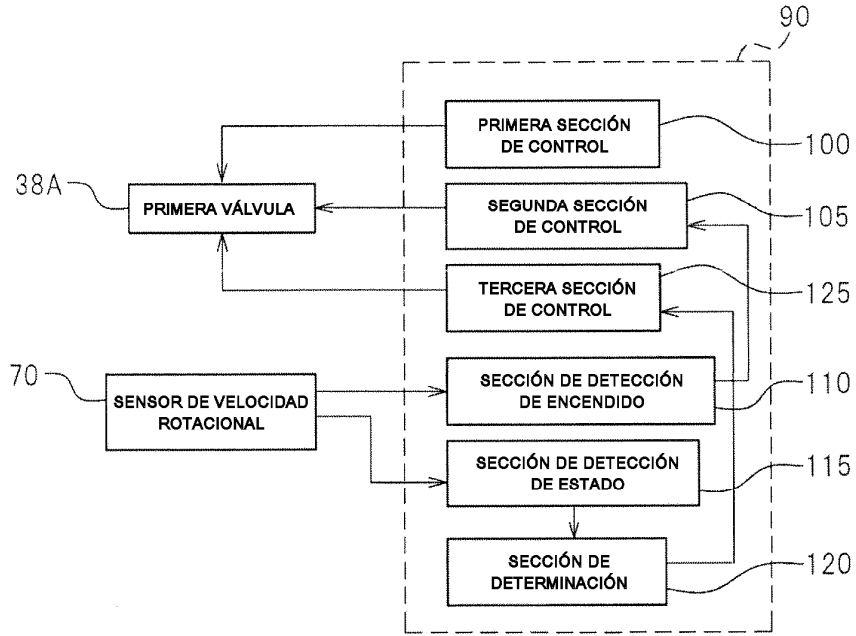 90
PRIMERA SECCIÓN
DE CONTROL
100
38A
PRIMERA VÁLVULA
SEGUNDA SECCIÓN
DE CONTROL
105
TERCERA SECCIÓN
DE CONTROL
125
70
SENSOR DE VELOCIDAD
ROTACIONAL
SECCIÓN DE DETECCIÓN
DE ENCENDIDO
110
SECCIÓN DE DETECCIÓN
DE ESTADO
115
SECCIÓN DE
DETERMINACIÓN
120